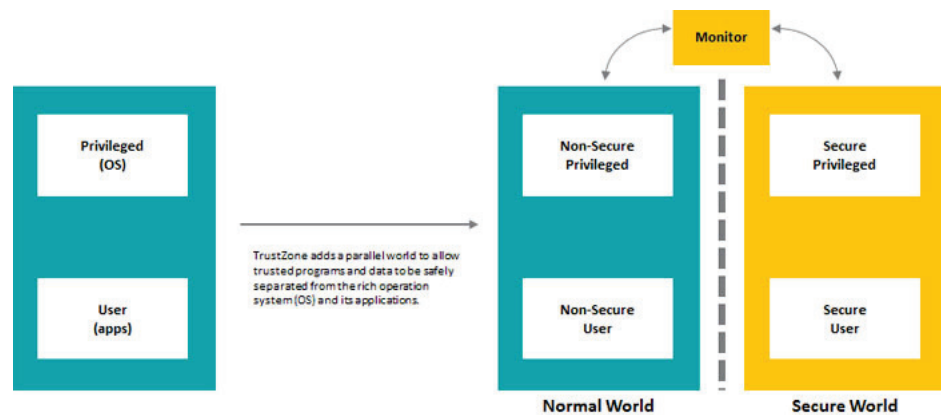 Monitor
Privileged
(OS)
Non-Secure
Privileged
Secure
Privileged
TrustZone adds a parallel world to allow
trusted programs and data to be safely
separated from the rich operation
system (OS) and its applications.
User
(apps)
Non-Secure
User
Secure
User
Normal World
Secure World